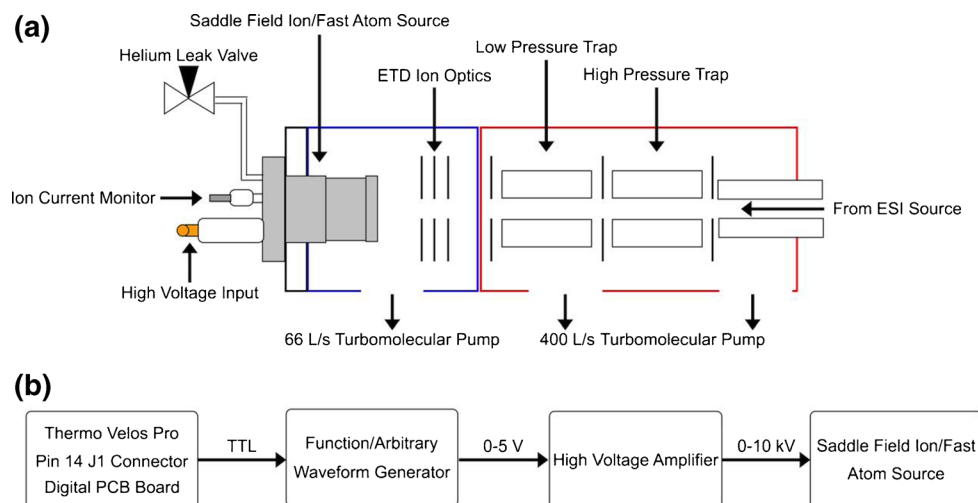 (a)
Saddle Field Ion/Fast Atom Source
Helium Leak Valve
Low Pressure Trap
ETD Ion Optics
High Pressure Trap
Ion Current Monitor
From ESI Source
High Voltage Input
66 L/s Turbomolecular Pump
400 L/s Turbomolecular Pump
(b)
Thermo Velos Pro
Pin 14 J1 Connector
Digital PCB Board
TTL
Function/Arbitrary
Waveform Generator
0-5 V
High Voltage Amplifier
0-10 kV
Saddle Field Ion/Fast
Atom Source